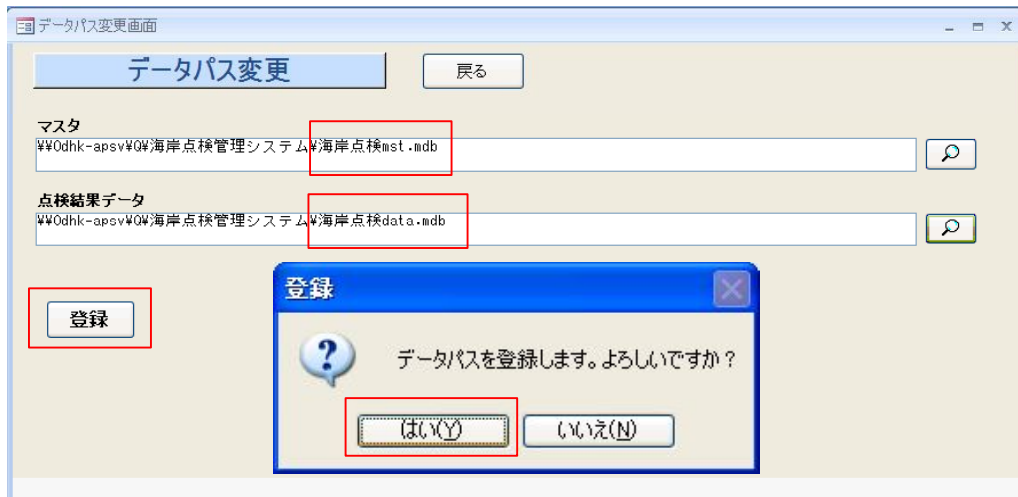 データパス変更画面
データパス変更
戻る
マスタ
¥¥Odhk-apsv¥Q¥海岸点検管理システム¥海岸点検mst.mdb
点検結果データ
¥¥Odhk-apsv¥Q¥海岸点検管理システム¥海岸点検data.mdb
登録
登録
データパスを登録します。よろしいですか?
はい(Y)
いいえ(N)